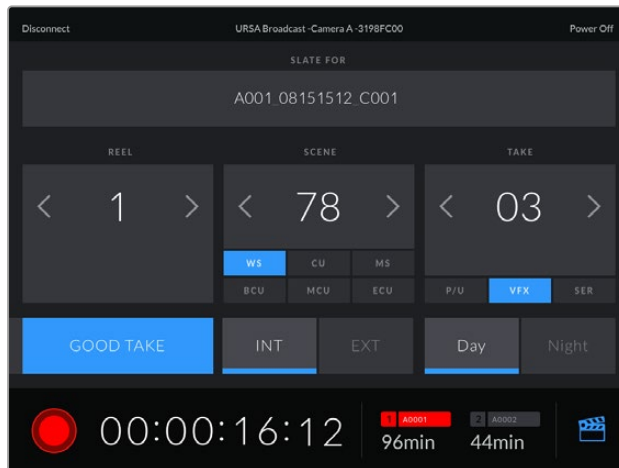 Disconnect URSA Broadcast -Camera A -3198FC00 Power Off
SLATE FOR
A001_08151512_C001
REEL SCENE TAKE
< 1 > < 78 > < 03 >
WS CU MS
BCU MCU ECU P/U VFX SER
GOOD TAKE INT EXT Day Night
1 A0001 2 A0002
00:00:16:12 96min 44min